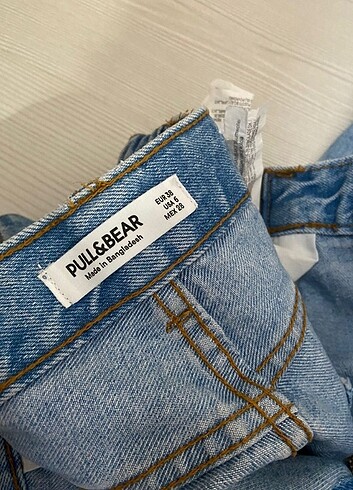 PULL&BEAR
Made in Bangladesh
EUR 38
USA 6
MEX 28